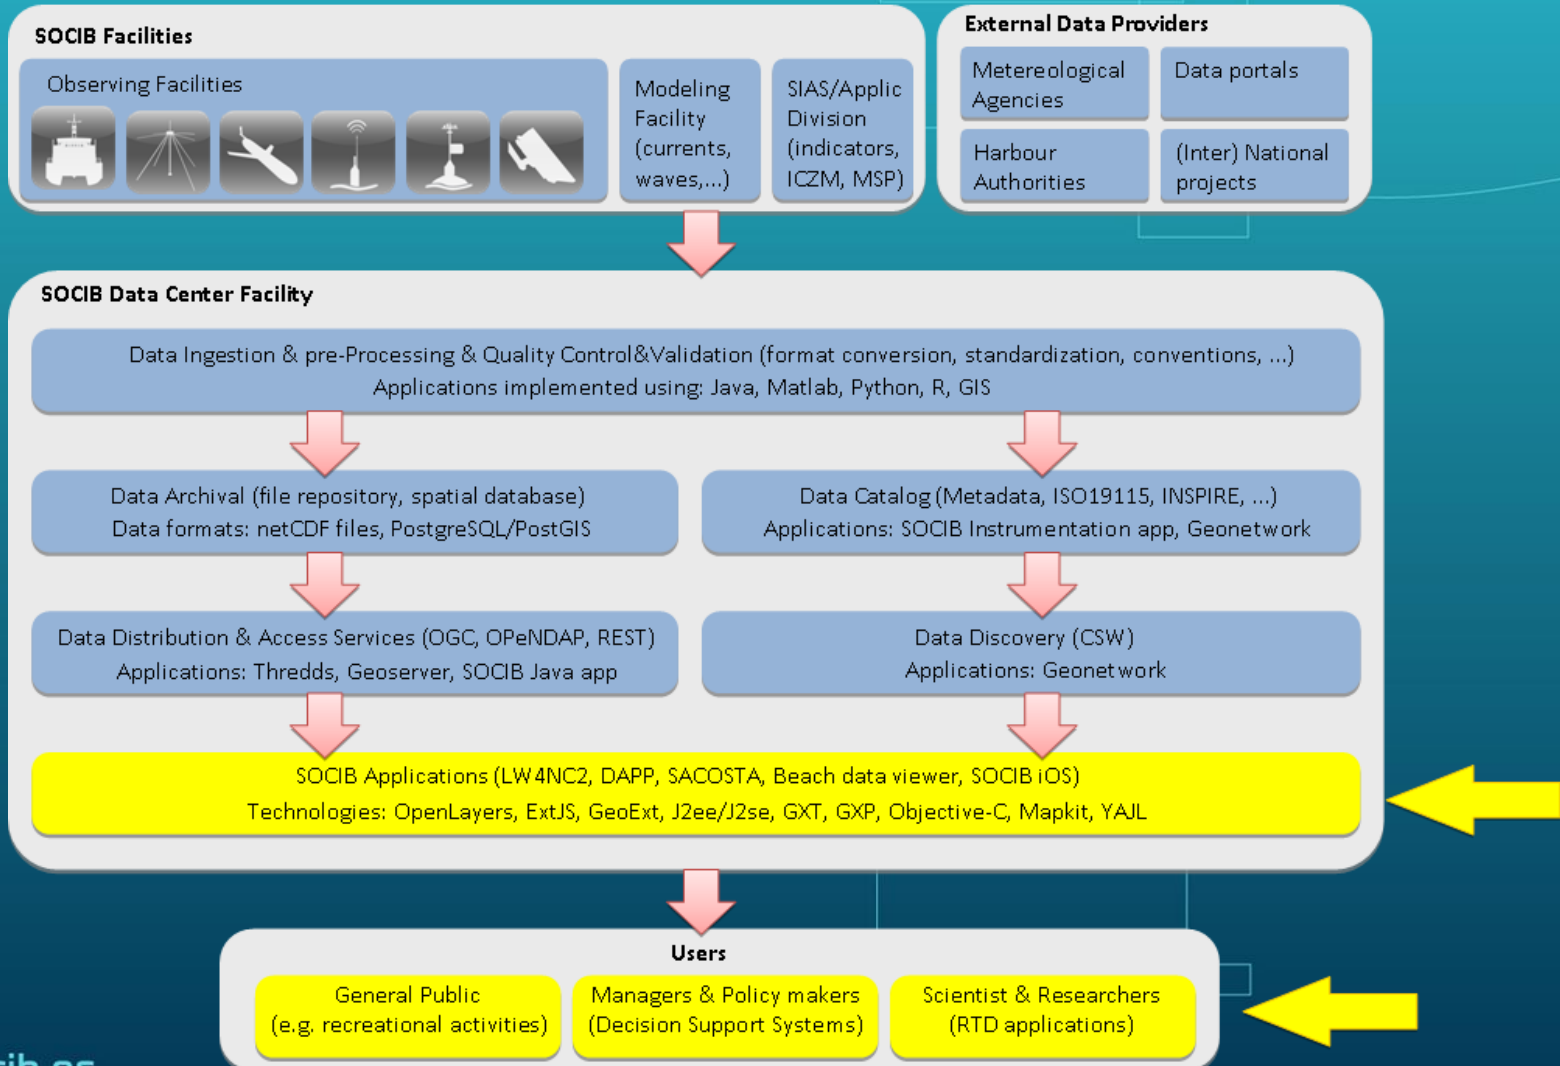 SOCIB Facilities
Observing Facilities
Modeling
Facility
(currents,
waves,...)
SIAS/Applic
Division
(indicators,
ICZM, MSP)
External Data Providers
Metereological
Agencies
Data portals
Harbour
Authorities
(Inter) National
projects
SOCIB Data Center Facility
Data Ingestion & pre-Processing & Quality Control&Validation (format conversion, standardization, conventions, ...)
Applications implemented using: Java, Matlab, Python, R, GIS
Data Archival (file repository, spatial database)
Data formats: netCDF files, PostgreSQL/PostGIS
Data Catalog (Metadata, ISO19115, INSPIRE, ...)
Applications: SOCIB Instrumentation app, Geonetwork
Data Distribution & Access Services (OGC, OPeNDAP, REST)
Applications: Thredds, Geoserver, SOCIB Java app
Data Discovery (CSW)
Applications: Geonetwork
SOCIB Applications (LW4NC2, DAPP, SACOSTA, Beach data viewer, SOCIB iOS)
Technologies: OpenLayers, ExtJS, GeoExt, J2ee/J2se, GXT, GXP, Objective-C, Mapkit, YAJL
Users
General Public
(e.g. recreational activities)
Managers & Policy makers
(Decision Support Systems)
Scientist & Researchers
(RTD applications)